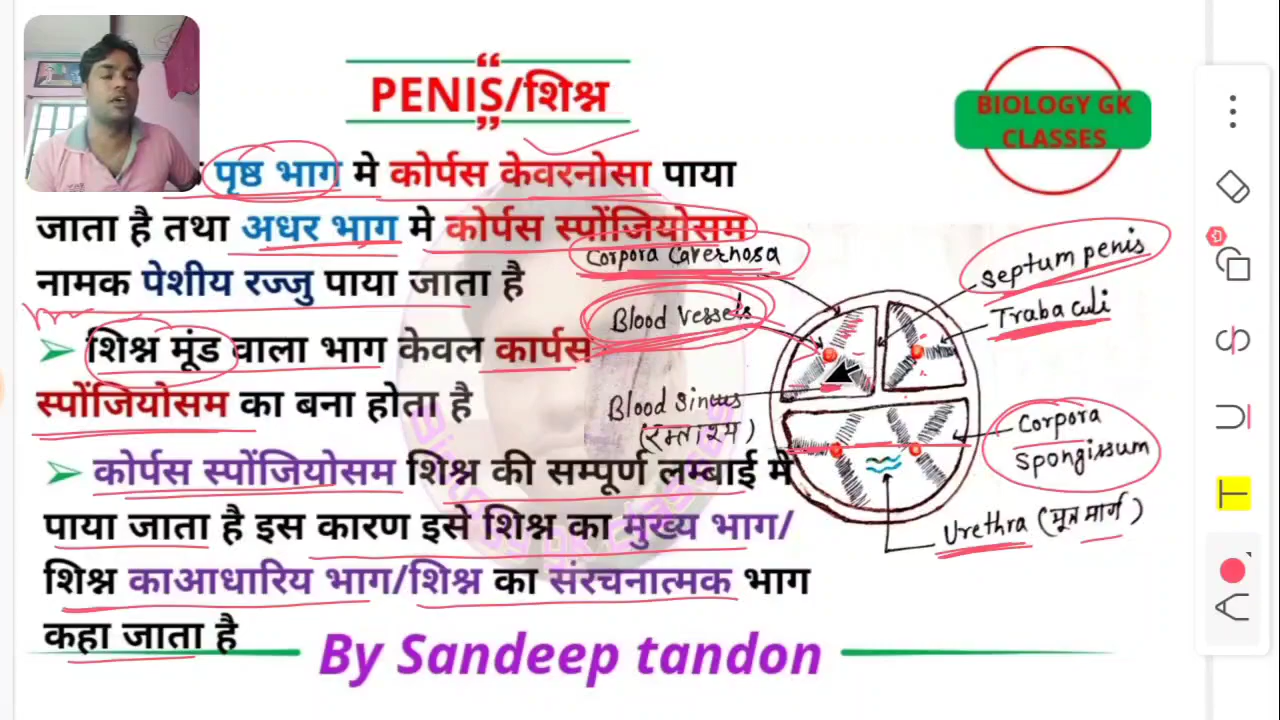 “
PENIS/शिश्न
”
BIOLOGY GK
CLASSES
पृष्ठ भाग मे कोर्पस केवरनोसा पाया
जाता है तथा अधर भाग मे कोर्पस स्पोंजियोसम
नामक पेशीय रज्जु पाया जाता है
➤ शिश्न मूंड वाला भाग केवल कार्पस
स्पोंजियोसम का बना होता है
➤ कोर्पस स्पोंजियोसम शिश्न की सम्पूर्ण लम्बाई मे
पाया जाता है इस कारण इसे शिश्न का मुख्य भाग/
शिश्न काआधारिय भाग/शिश्न का संरचनात्मक भाग
कहा जाता है
Corpora Cavernosa
Blood Vessels
Blood Sinus
(रक्ताश्य)
Septum penis
Trabaculi
Corpora
Spongissum
Urethra (मूत्र मार्ग)
By Sandeep tandon